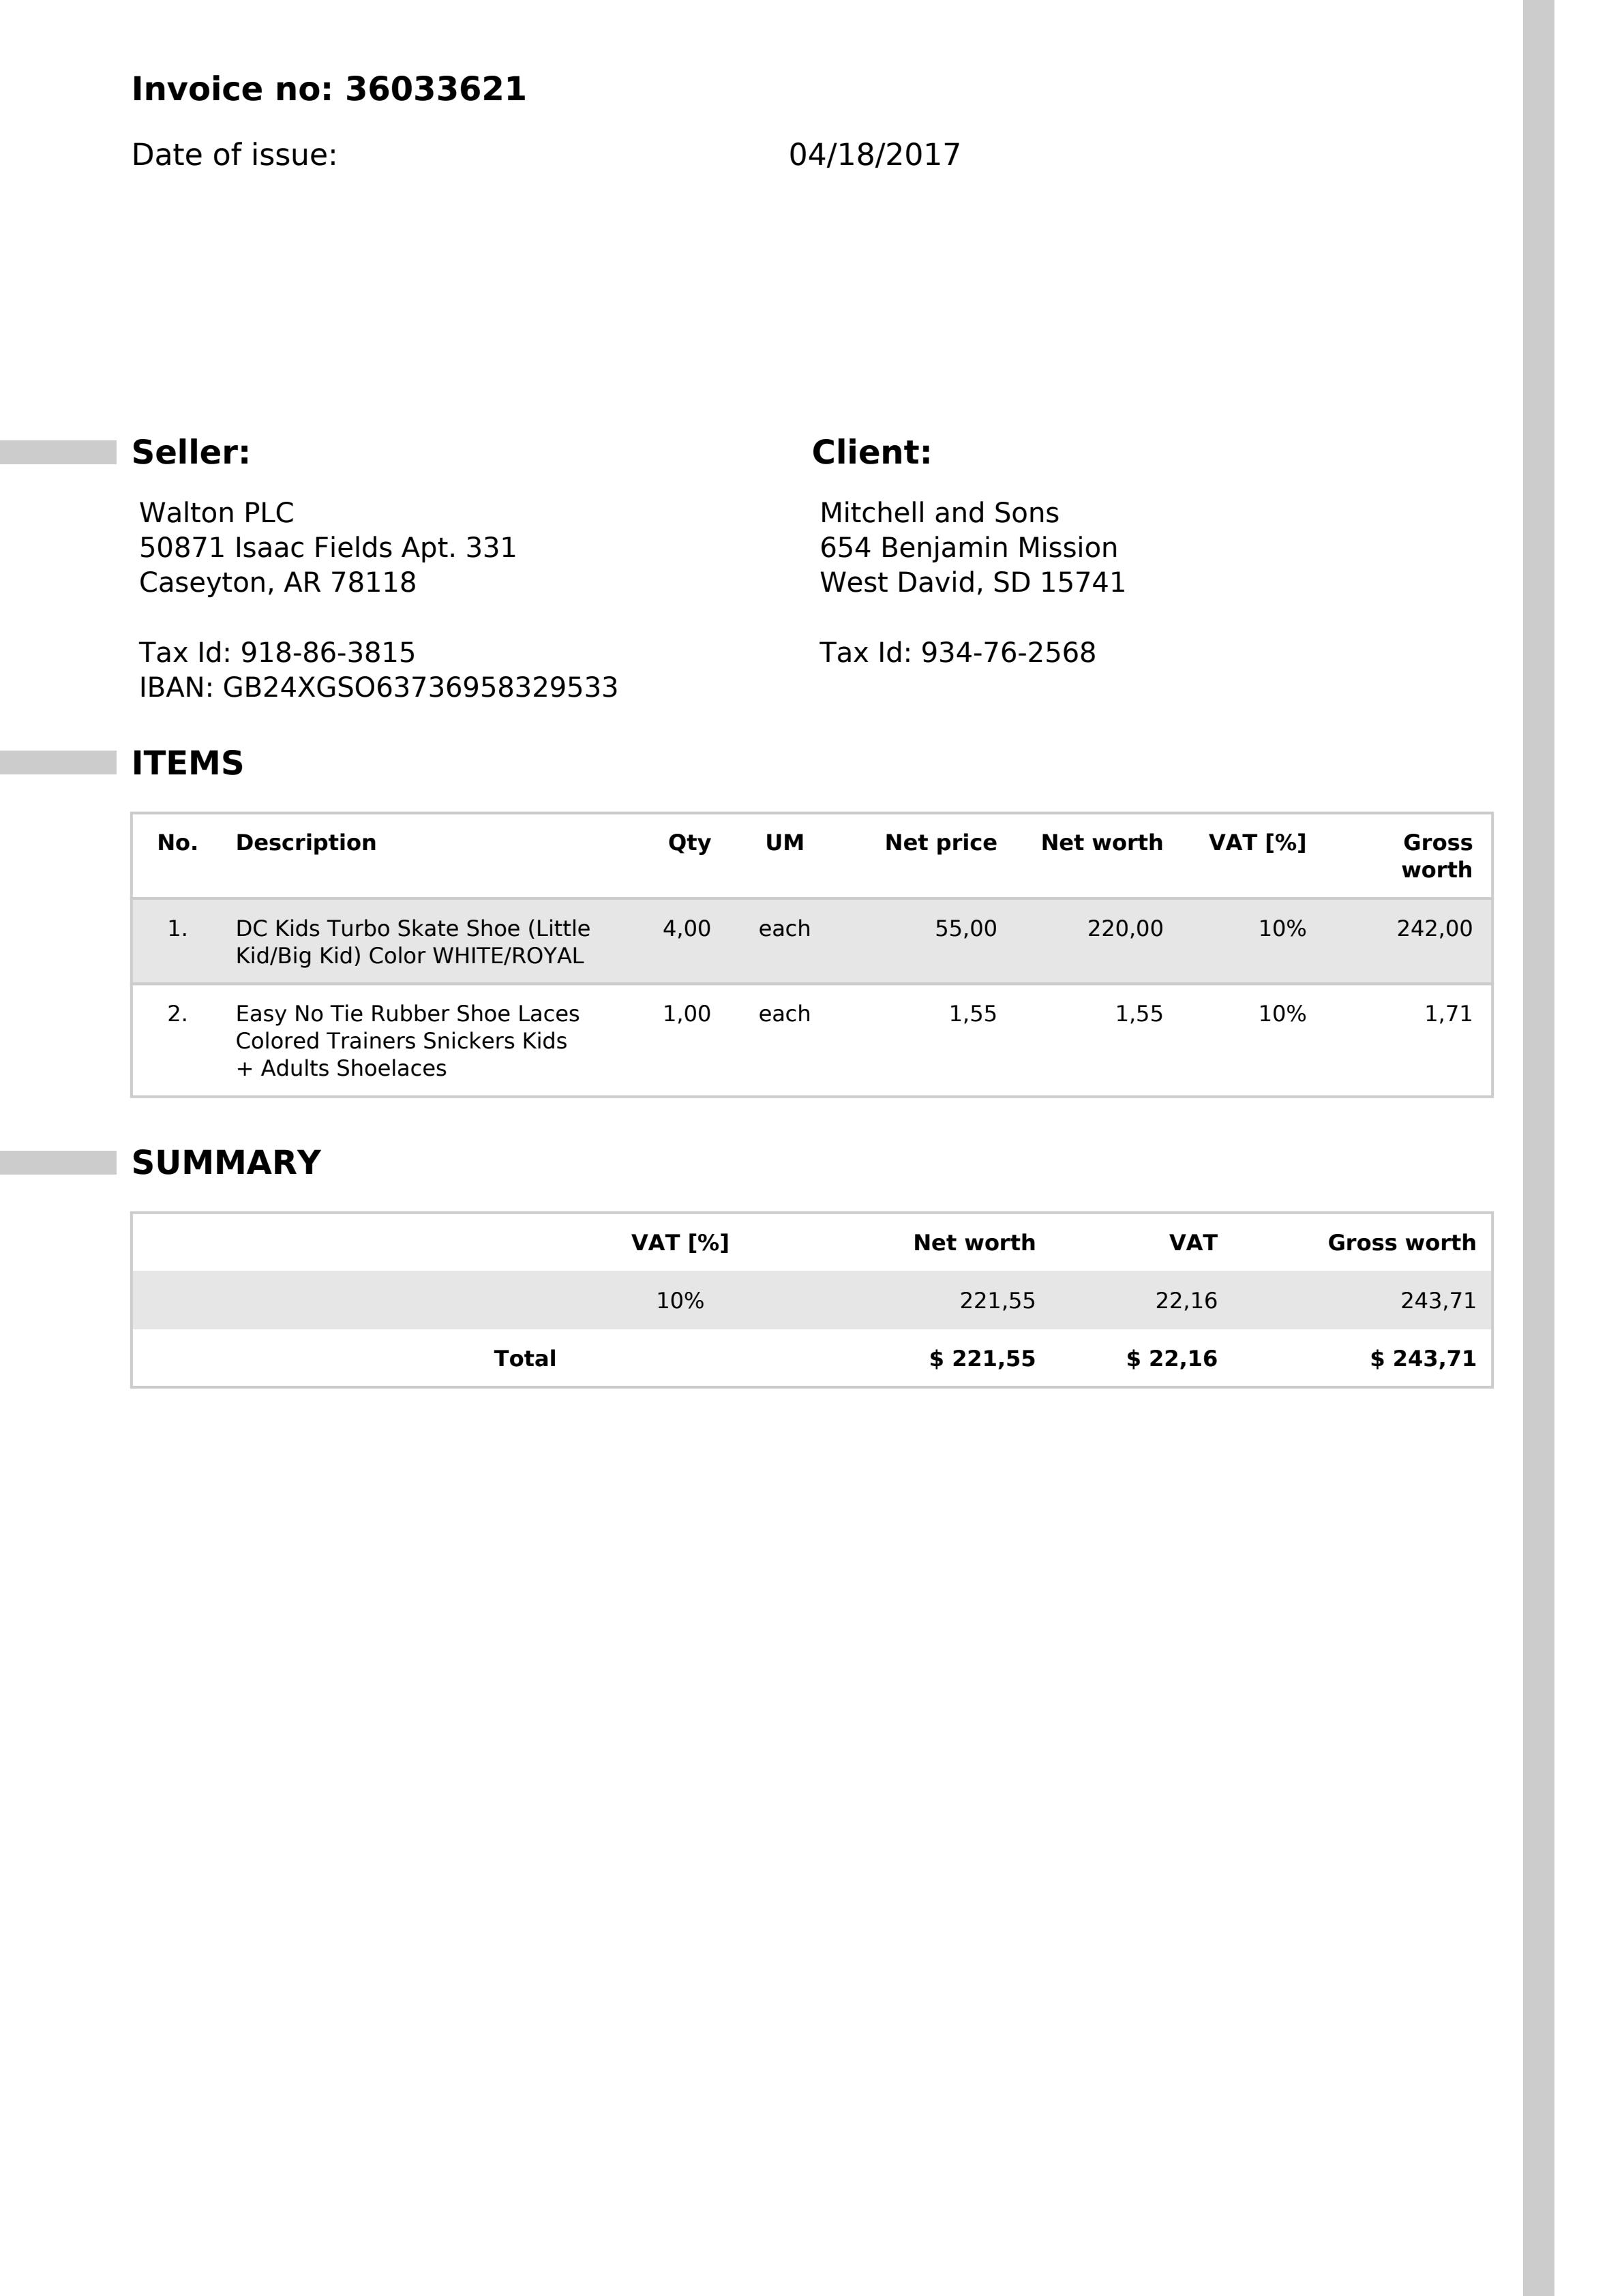 Invoice no: 36033621
Date of issue: 04/18/2017
Seller:
Walton PLC
50871 Isaac Fields Apt. 331
Caseyton, AR 78118
Tax Id: 918-86-3815
IBAN: GB24XGSO63736958329533
Client:
Mitchell and Sons
654 Benjamin Mission
West David, SD 15741
Tax Id: 934-76-2568
ITEMS
No. Description Qty UM Net price Net worth VAT [%] Gross
worth
1. DC Kids Turbo Skate Shoe (Little 4,00 each 55,00 220,00 10% 242,00
Kid/Big Kid) Color WHITE/ROYAL
2. Easy No Tie Rubber Shoe Laces 1,00 each 1,55 1,55 10% 1,71
Colored Trainers Snickers Kids
+ Adults Shoelaces
SUMMARY
VAT [%] Net worth VAT Gross worth
10% 221,55 22,16 243,71
Total $ 221,55 $ 22,16 $ 243,71